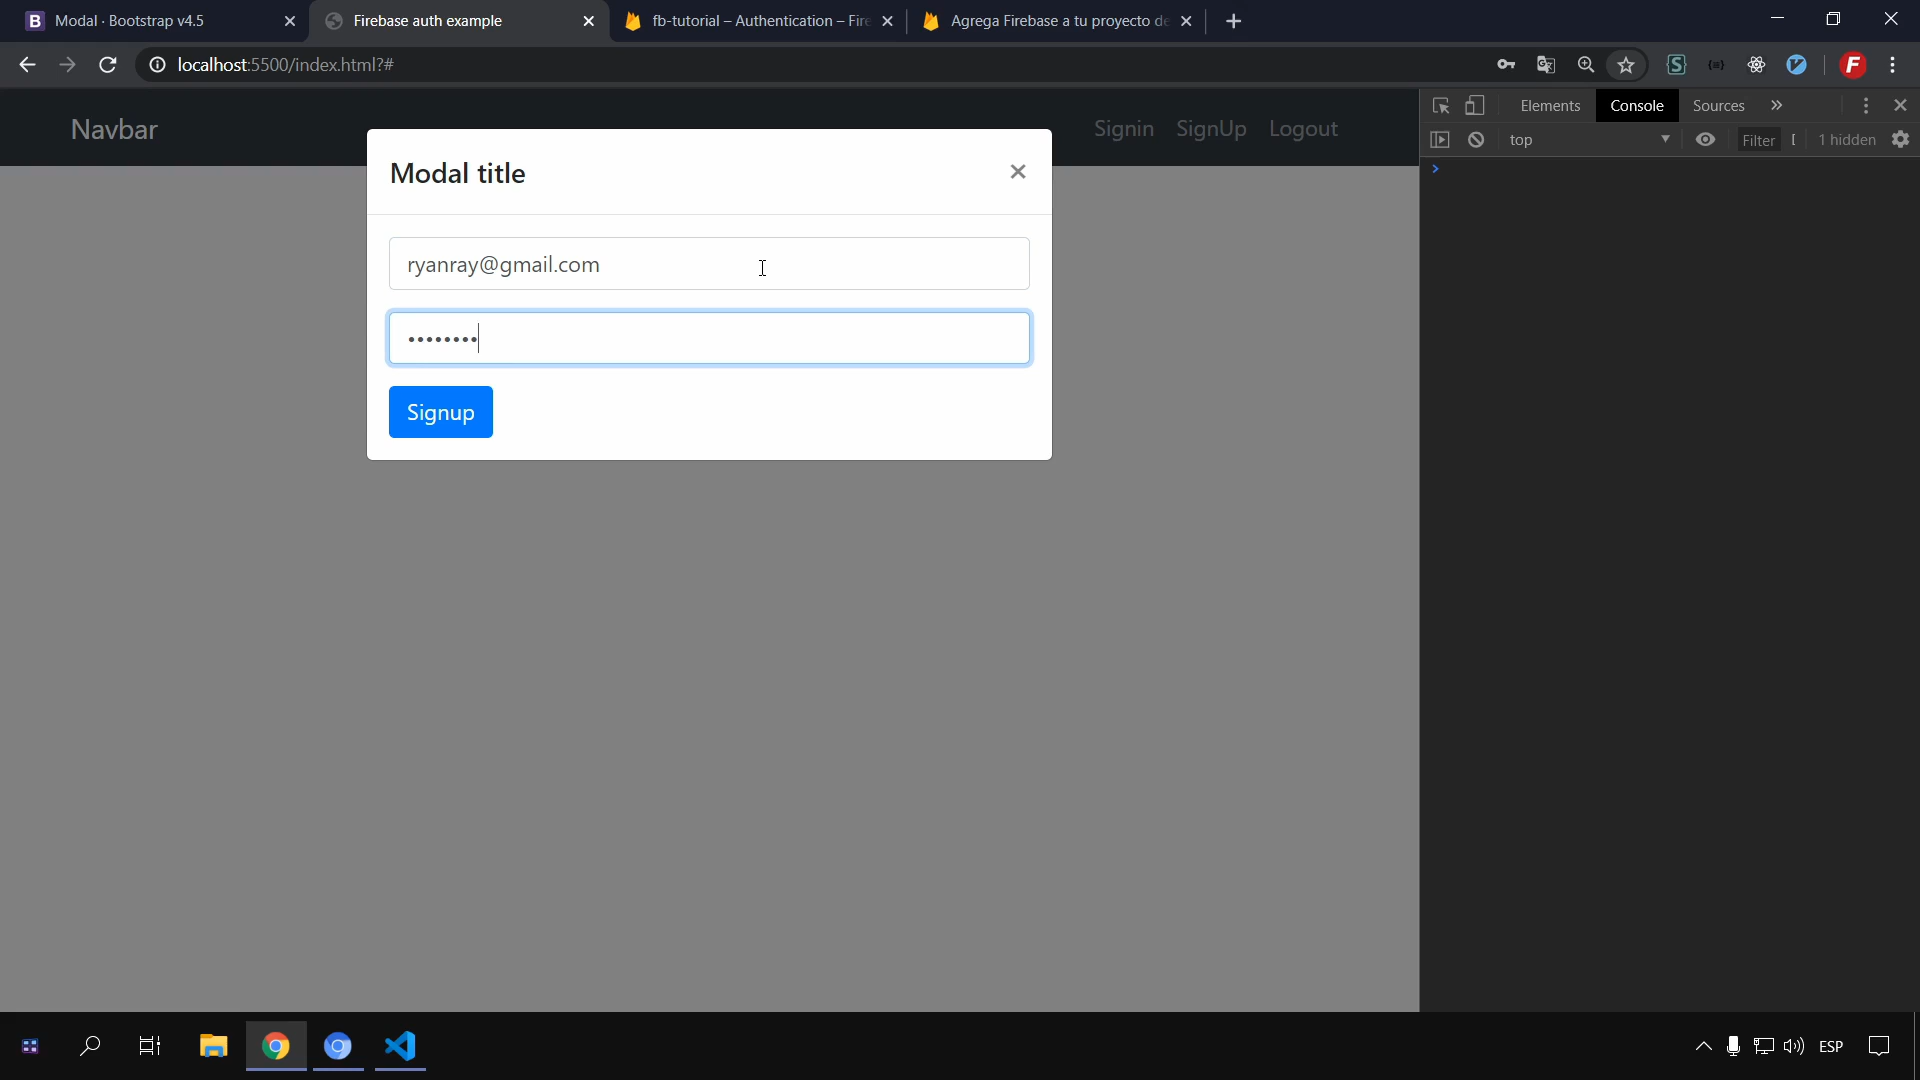 Modal · Bootstrap v4.5
Firebase auth example
fb-tutorial – Authentication – Fire
Agrega Firebase a tu proyecto de
localhost:5500/index.html?#
Navbar
Signin SignUp Logout
Modal title
ryanray@gmail.com
••••••••
Signup
Elements Console Sources
top
Filter
1 hidden
ESP